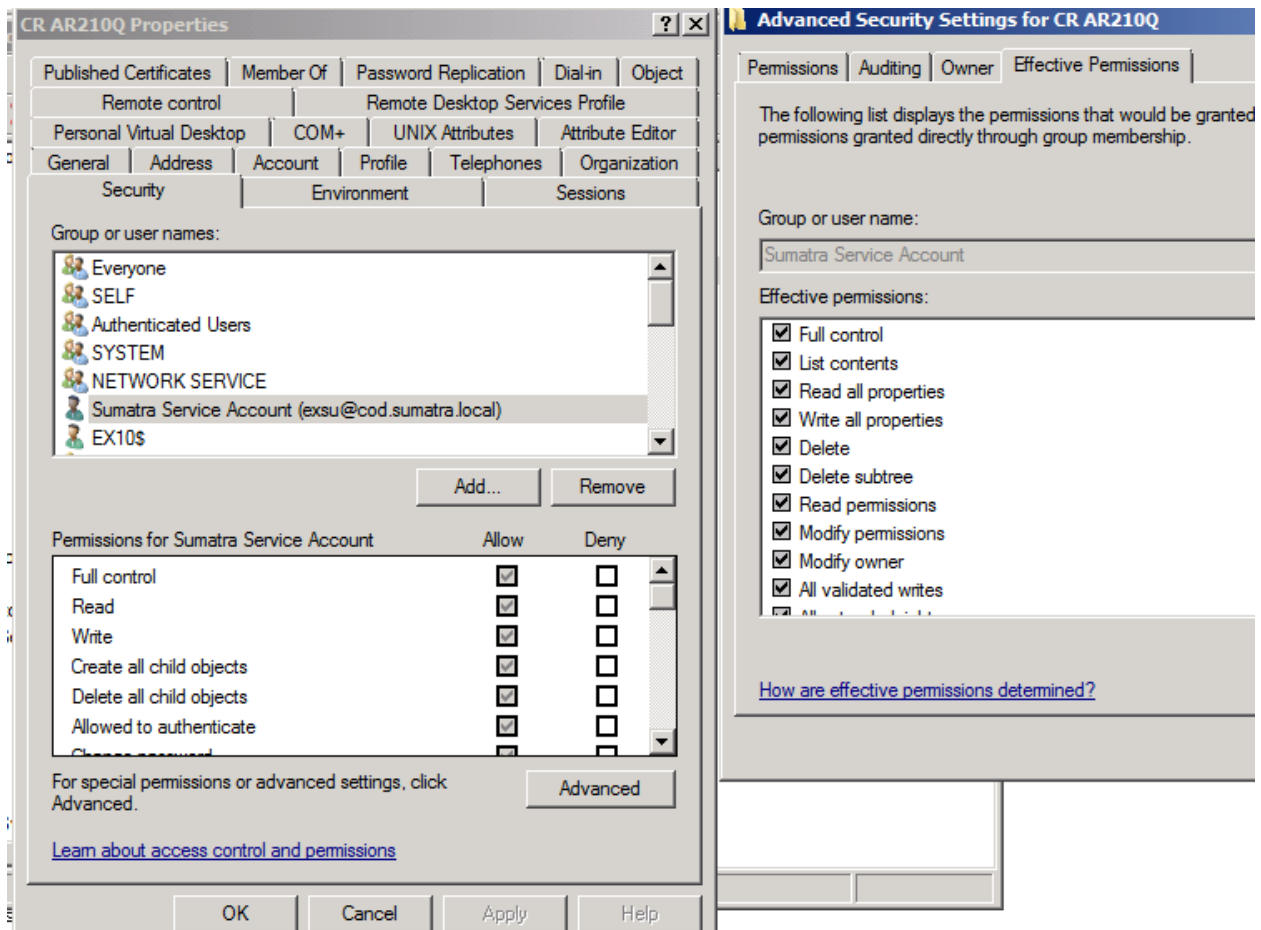 CR AR210Q Properties
Published Certificates
Member Of
Password Replication
Dial-in
Object
Remote control
Remote Desktop Services Profile
Personal Virtual Desktop
COM+
UNIX Attributes
Attribute Editor
General
Address
Account
Profile
Telephones
Organization
Security
Environment
Sessions
Group or user names:
Everyone
SELF
Authenticated Users
SYSTEM
NETWORK SERVICE
Sumatra Service Account (exsu@cod.sumatra.local)
EX10$
Add...
Remove
Permissions for Sumatra Service Account
Allow
Deny
Full control
Read
Write
Create all child objects
Delete all child objects
Allowed to authenticate
Change password
For special permissions or advanced settings, click
Advanced.
Advanced
Learn about access control and permissions
OK
Cancel
Apply
Help
Advanced Security Settings for CR AR210Q
Permissions
Auditing
Owner
Effective Permissions
The following list displays the permissions that would be granted
permissions granted directly through group membership.
Group or user name:
Sumatra Service Account
Effective permissions:
Full control
List contents
Read all properties
Write all properties
Delete
Delete subtree
Read permissions
Modify permissions
Modify owner
All validated writes
How are effective permissions determined?